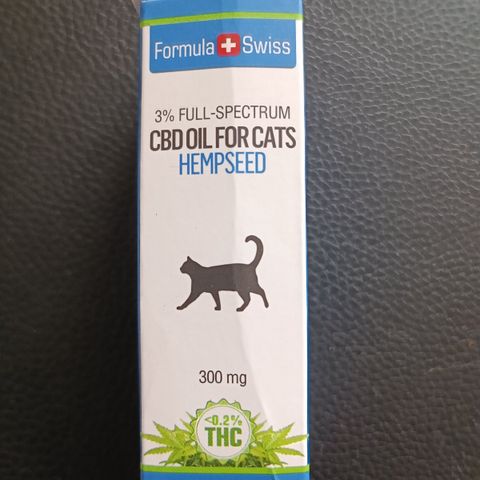 Formula Swiss
3% FULL-SPECTRUM
CBD OIL FOR CATS
HEMPSEED
300 mg
<0.2%
THC